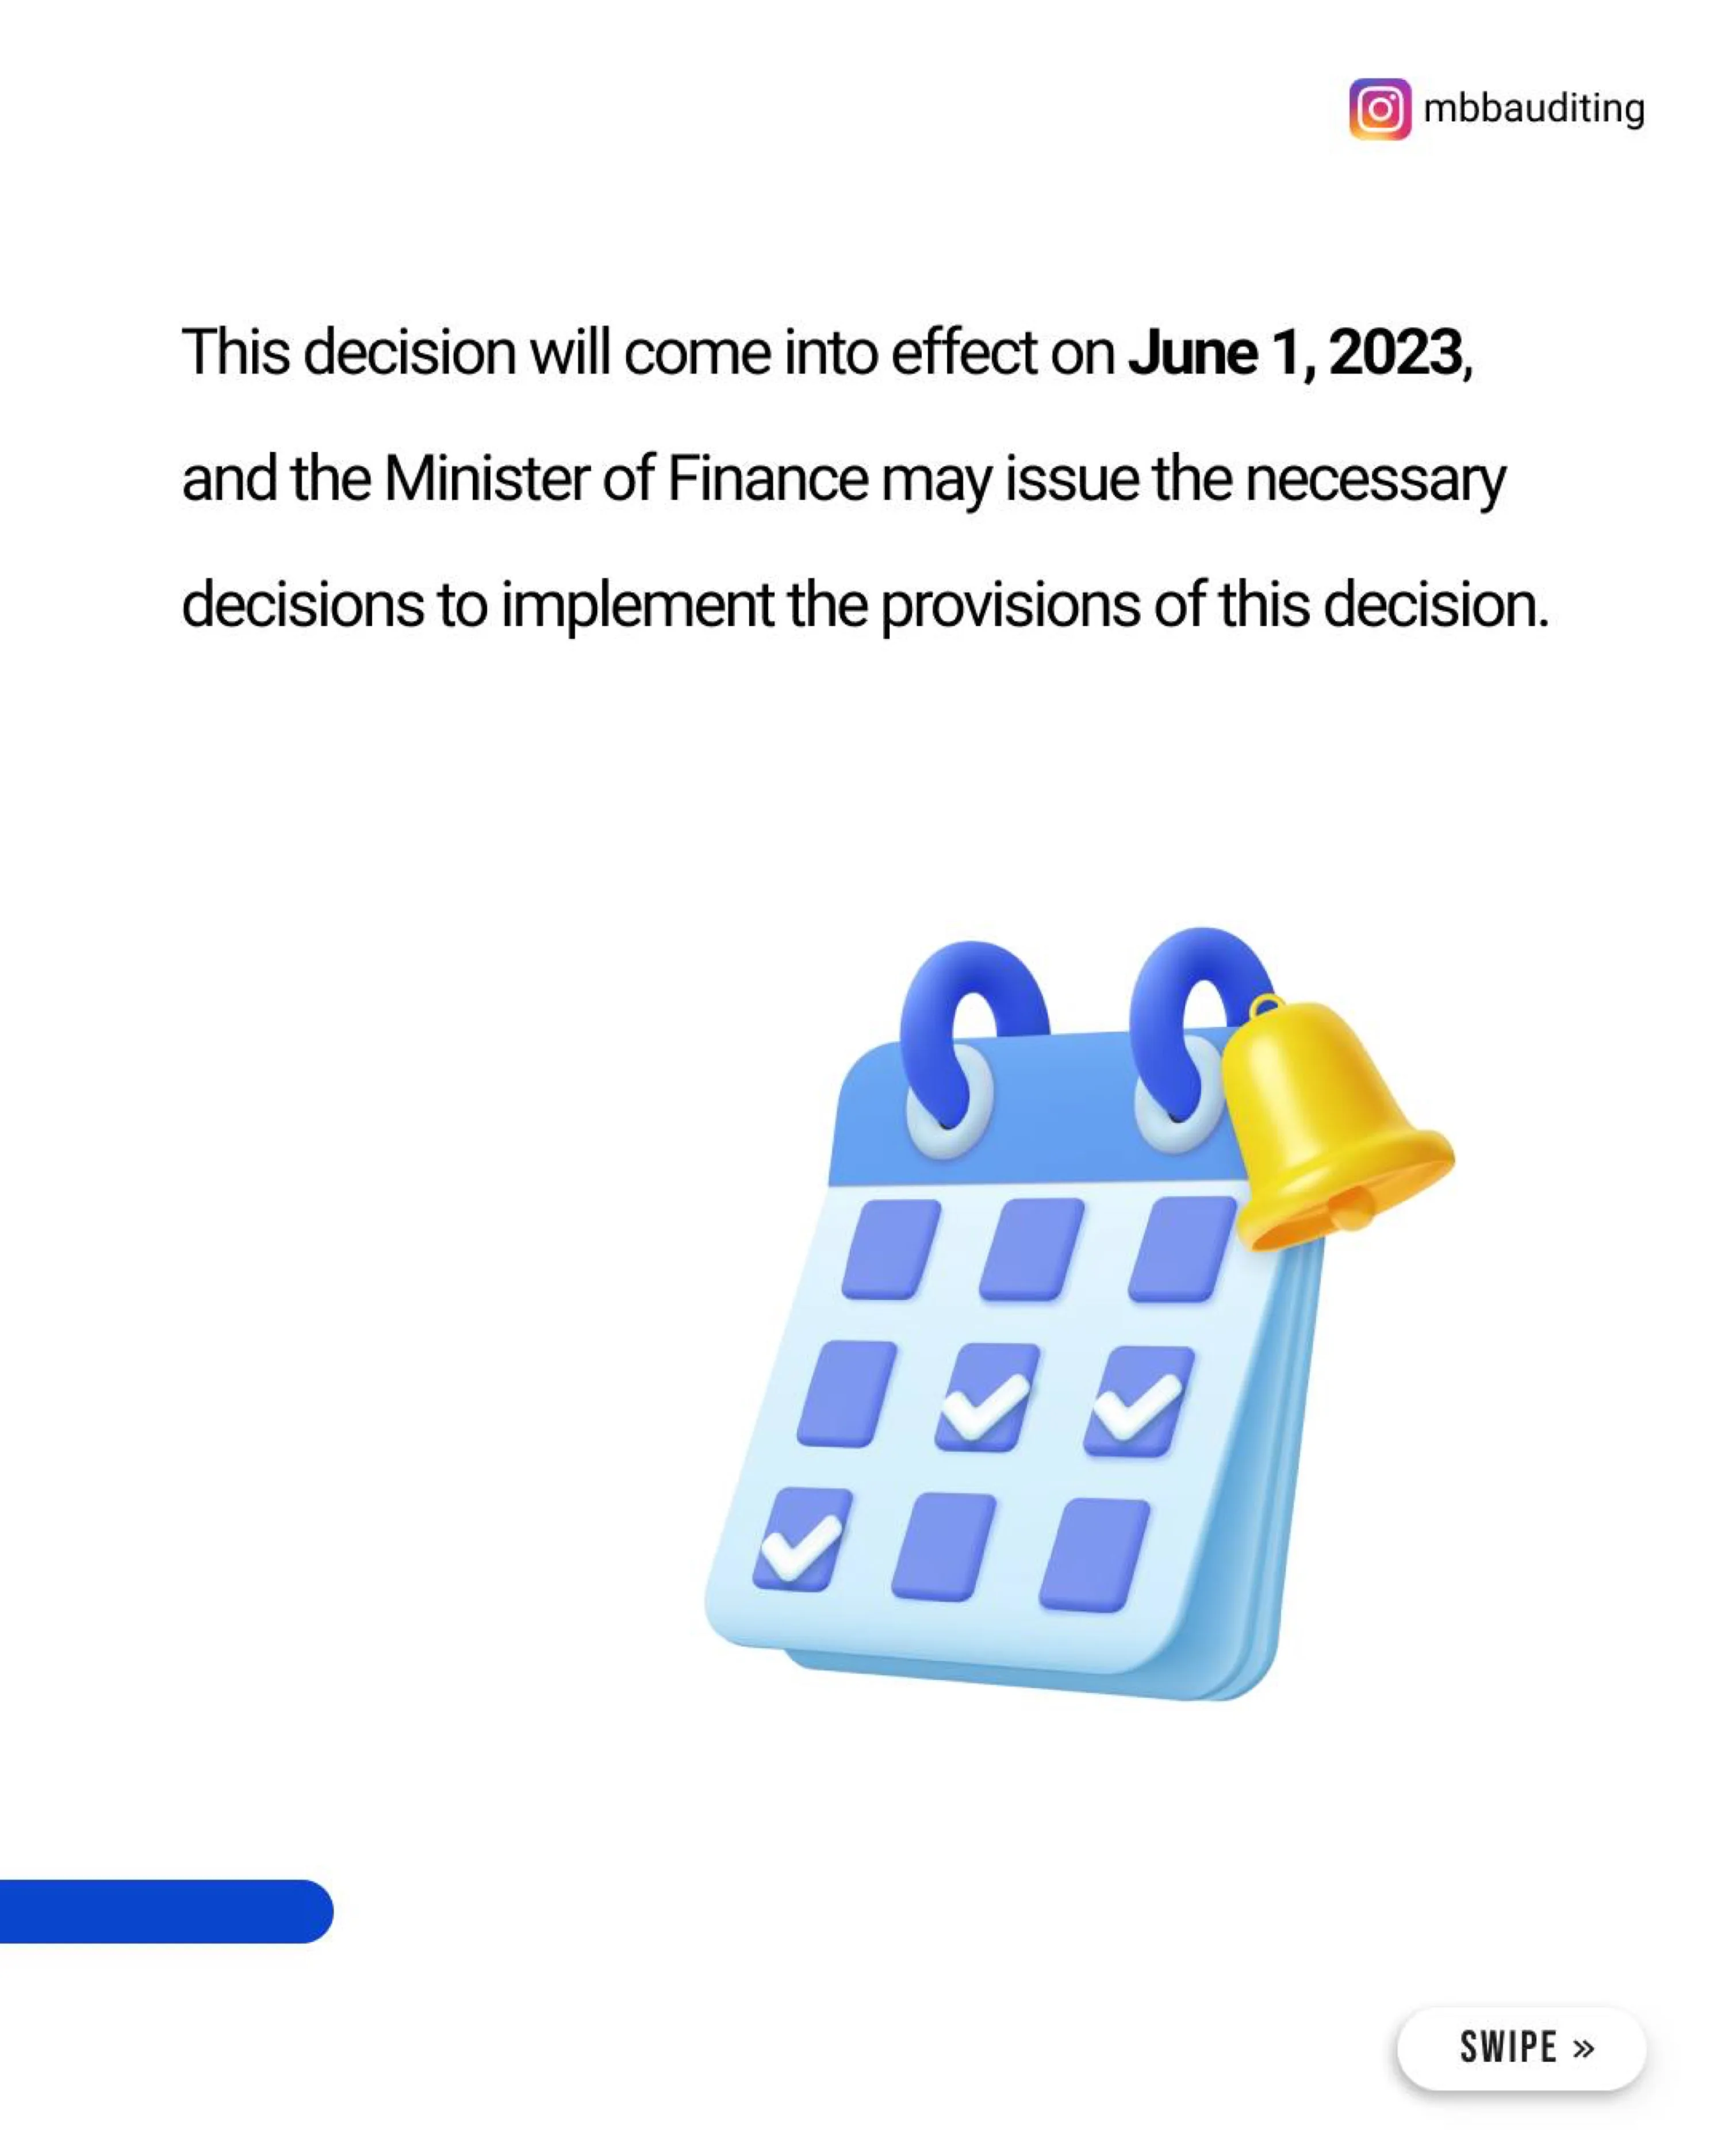 mbbauditing
This decision will come into effect on June 1, 2023,
and the Minister of Finance may issue the necessary
decisions to implement the provisions of this decision.
SWIPE »